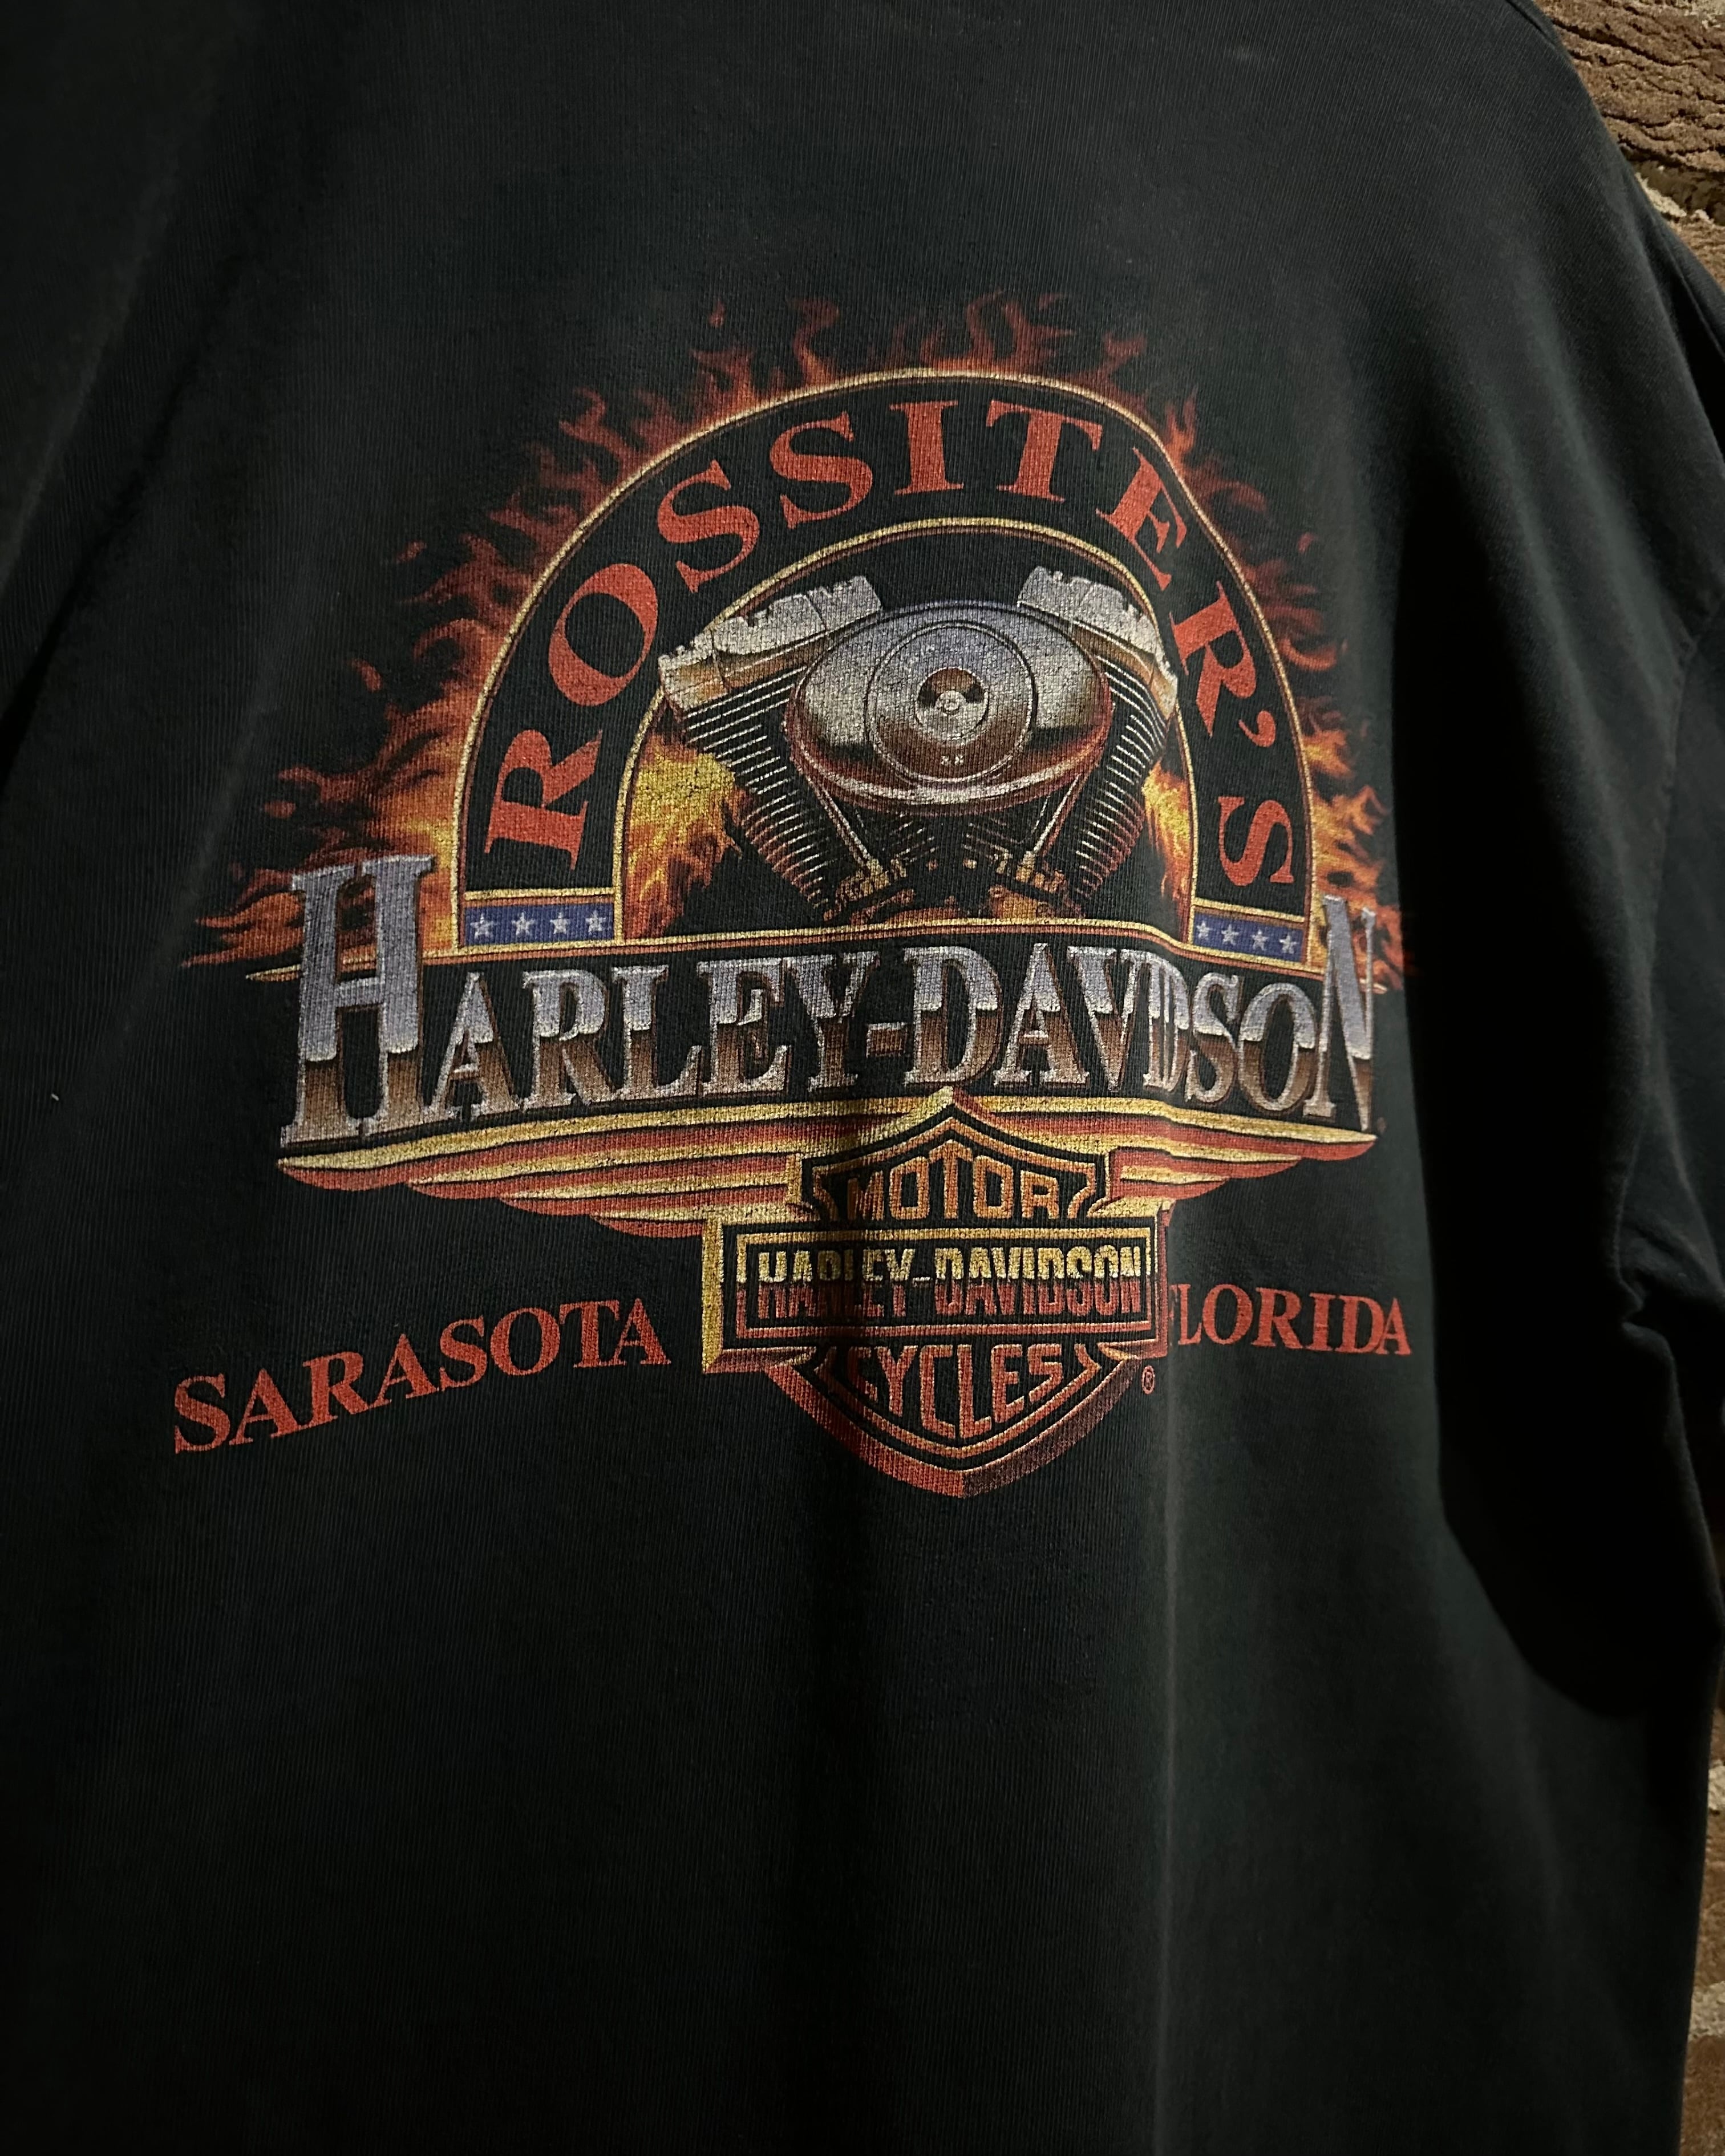 ROSSITER'S
HARLEY-DAVIDSON
MOTOR
HARLEY-DAVIDSON
CYCLES
®
SARASOTA FLORIDA